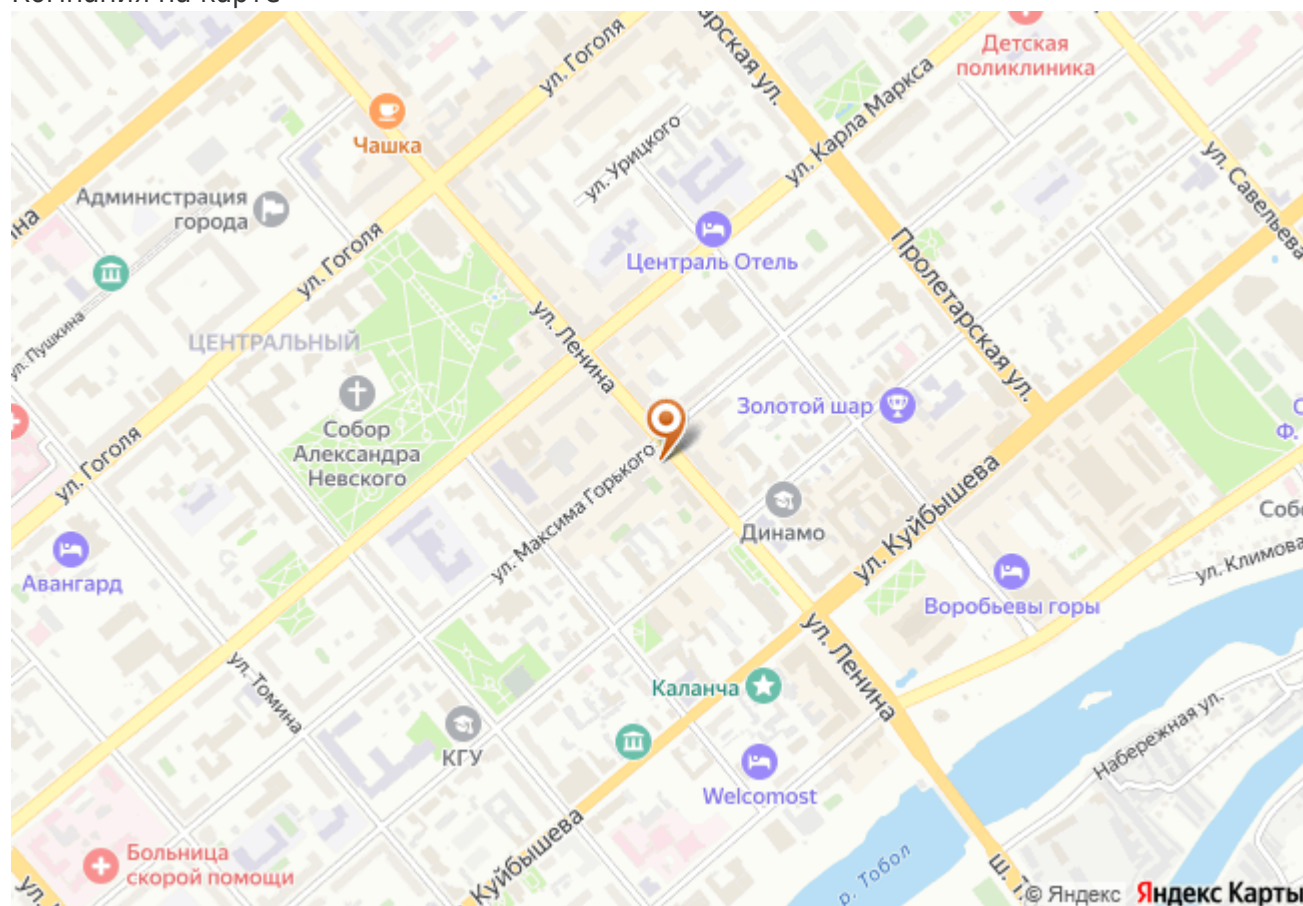 Компания на карте
Детская
поликлиника
ул. Гоголя
ул. Карла Маркса
Чашка
ул. Урицкого
ул. Савельева
Администрация
города
ул. Гоголя
Централь Отель
Пролетарская ул.
ул. Пушкина
ЦЕНТРАЛЬНЫЙ
ул. Ленина
Золотой шар
Собор
Александра
Невского
ул. Гоголя
ул. Максима Горького
ул. Куйбышева
Динамо
Авангард
ул. Климова
Воробьевы горы
ул. Ленина
ул. Томина
Каланча
КГУ
Набережная ул.
Welcomost
Больница
скорой помощи
Куйбышева
р. Тобол
© Яндекс Яндекс Карты